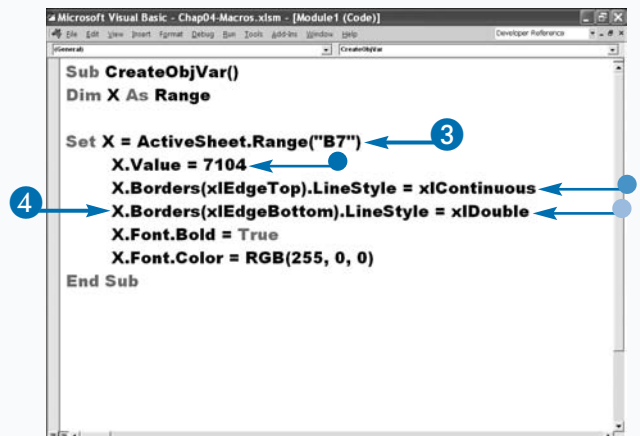 Microsoft Visual Basic - Chap04-Macros.xlsm - [Module1 (Code)]
File Edit View Insert Format Debug Run Tools Add-Ins Window Help Developer Reference
(General) CreateObjVar
Sub CreateObjVar()
Dim X As Range
Set X = ActiveSheet.Range("B7") 3
X.Value = 7104
X.Borders(xlEdgeTop).LineStyle = xlContinuous
4 X.Borders(xlEdgeBottom).LineStyle = xlDouble
X.Font.Bold = True
X.Font.Color = RGB(255, 0, 0)
End Sub